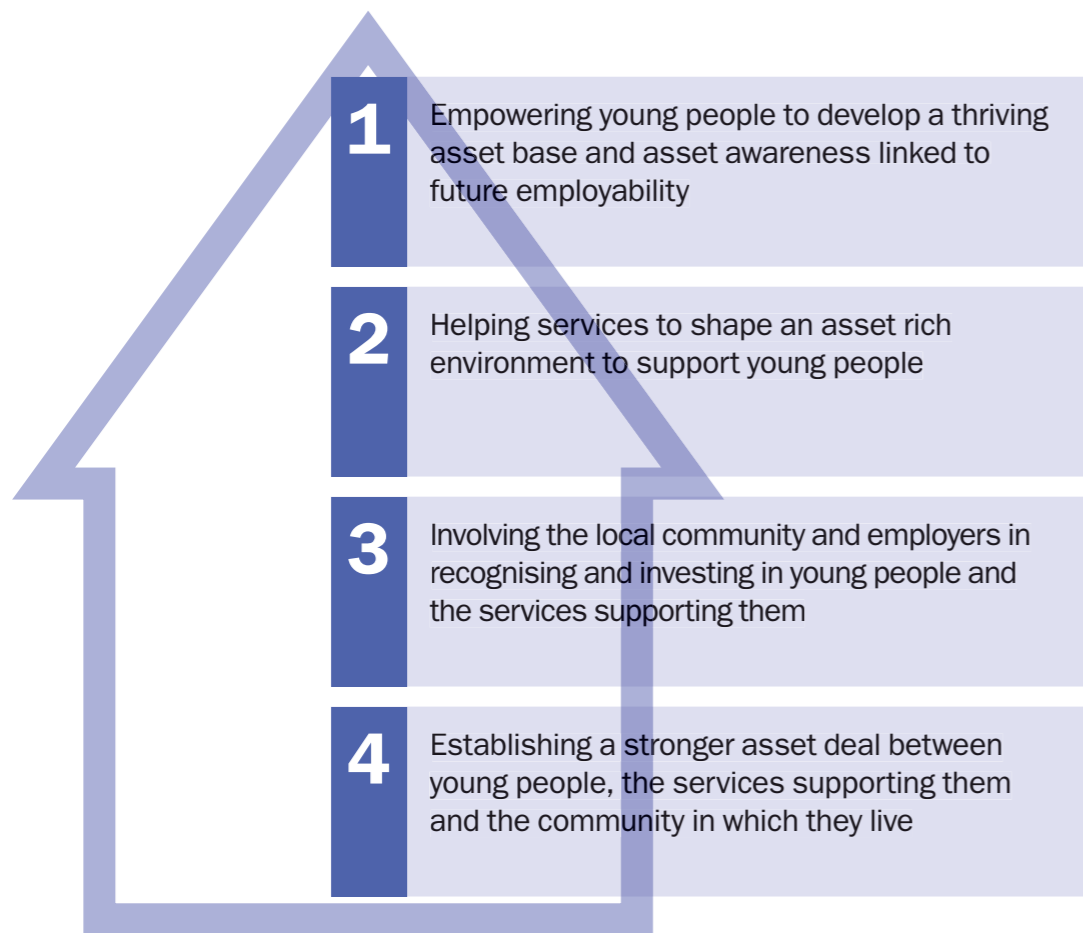 1
Empowering young people to develop a thriving
asset base and asset awareness linked to
future employability
2
Helping services to shape an asset rich
environment to support young people
3
Involving the local community and employers in
recognising and investing in young people and
the services supporting them
4
Establishing a stronger asset deal between
young people, the services supporting them
and the community in which they live